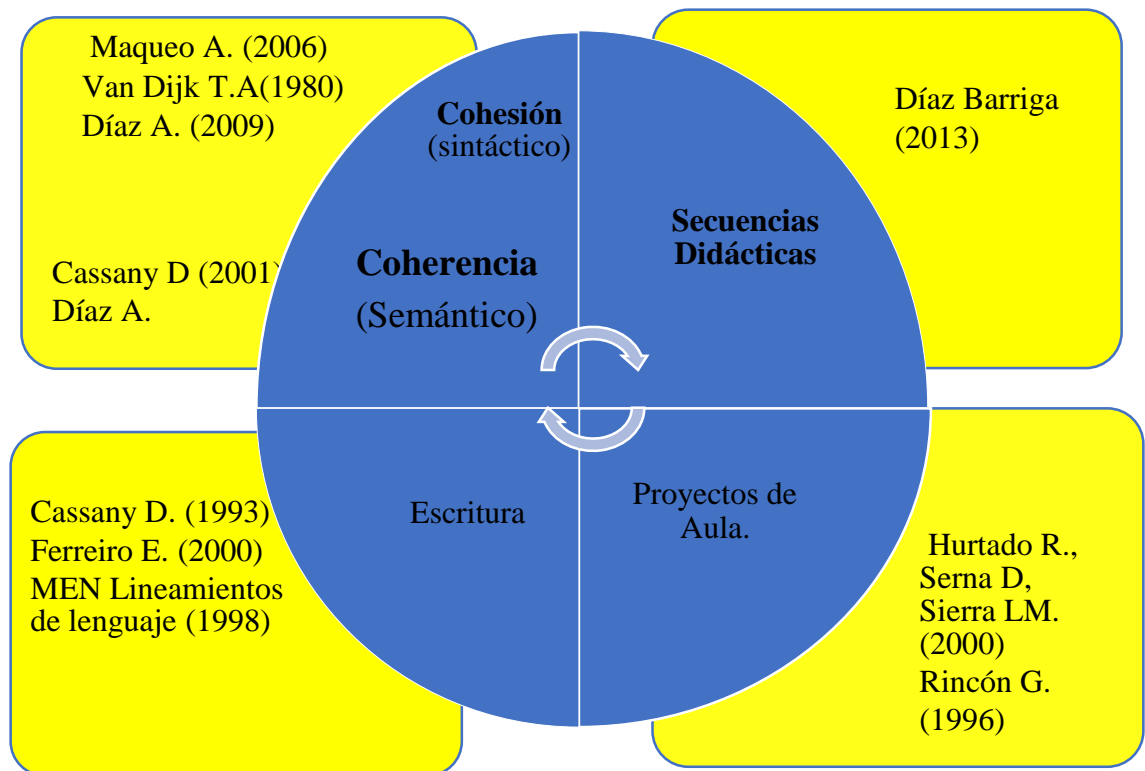 Maqueo A. (2006)
Van Dijk T.A(1980)
Díaz A. (2009)
Cassany D (2001)
Díaz A.
Cohesión
(sintáctico)
Coherencia
(Semántico)
Secuencias
Didácticas
Díaz Barriga
(2013)
Cassany D. (1993)
Ferreiro E. (2000)
MEN Lineamientos
de lenguaje (1998)
Escritura
Proyectos de
Aula.
Hurtado R.,
Serna D,
Sierra LM.
(2000)
Rincón G.
(1996)